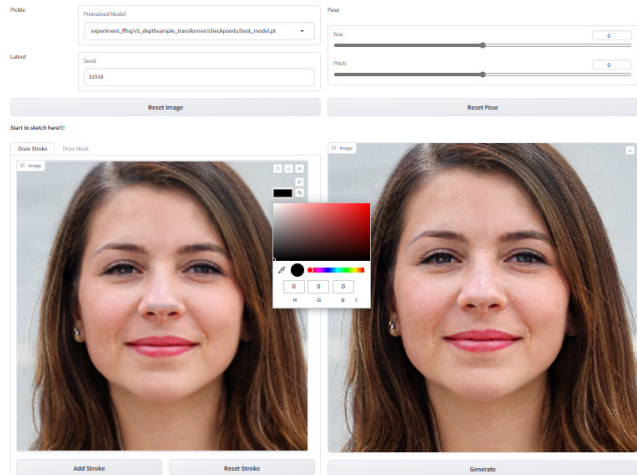 Pickle
Pretrained Model
experiment_ffhq/v5_depthsample_transformer/checkpoints/best_model.pt
Latent
Seed
33918
Reset Image
Pose
Yaw
0
Pitch
0
Reset Pose
Start to sketch here!!!
Draw Stroke
Draw Mask
Image
0
0
0
R
G
B
Add Stroke
Reset Stroke
Image
Generate